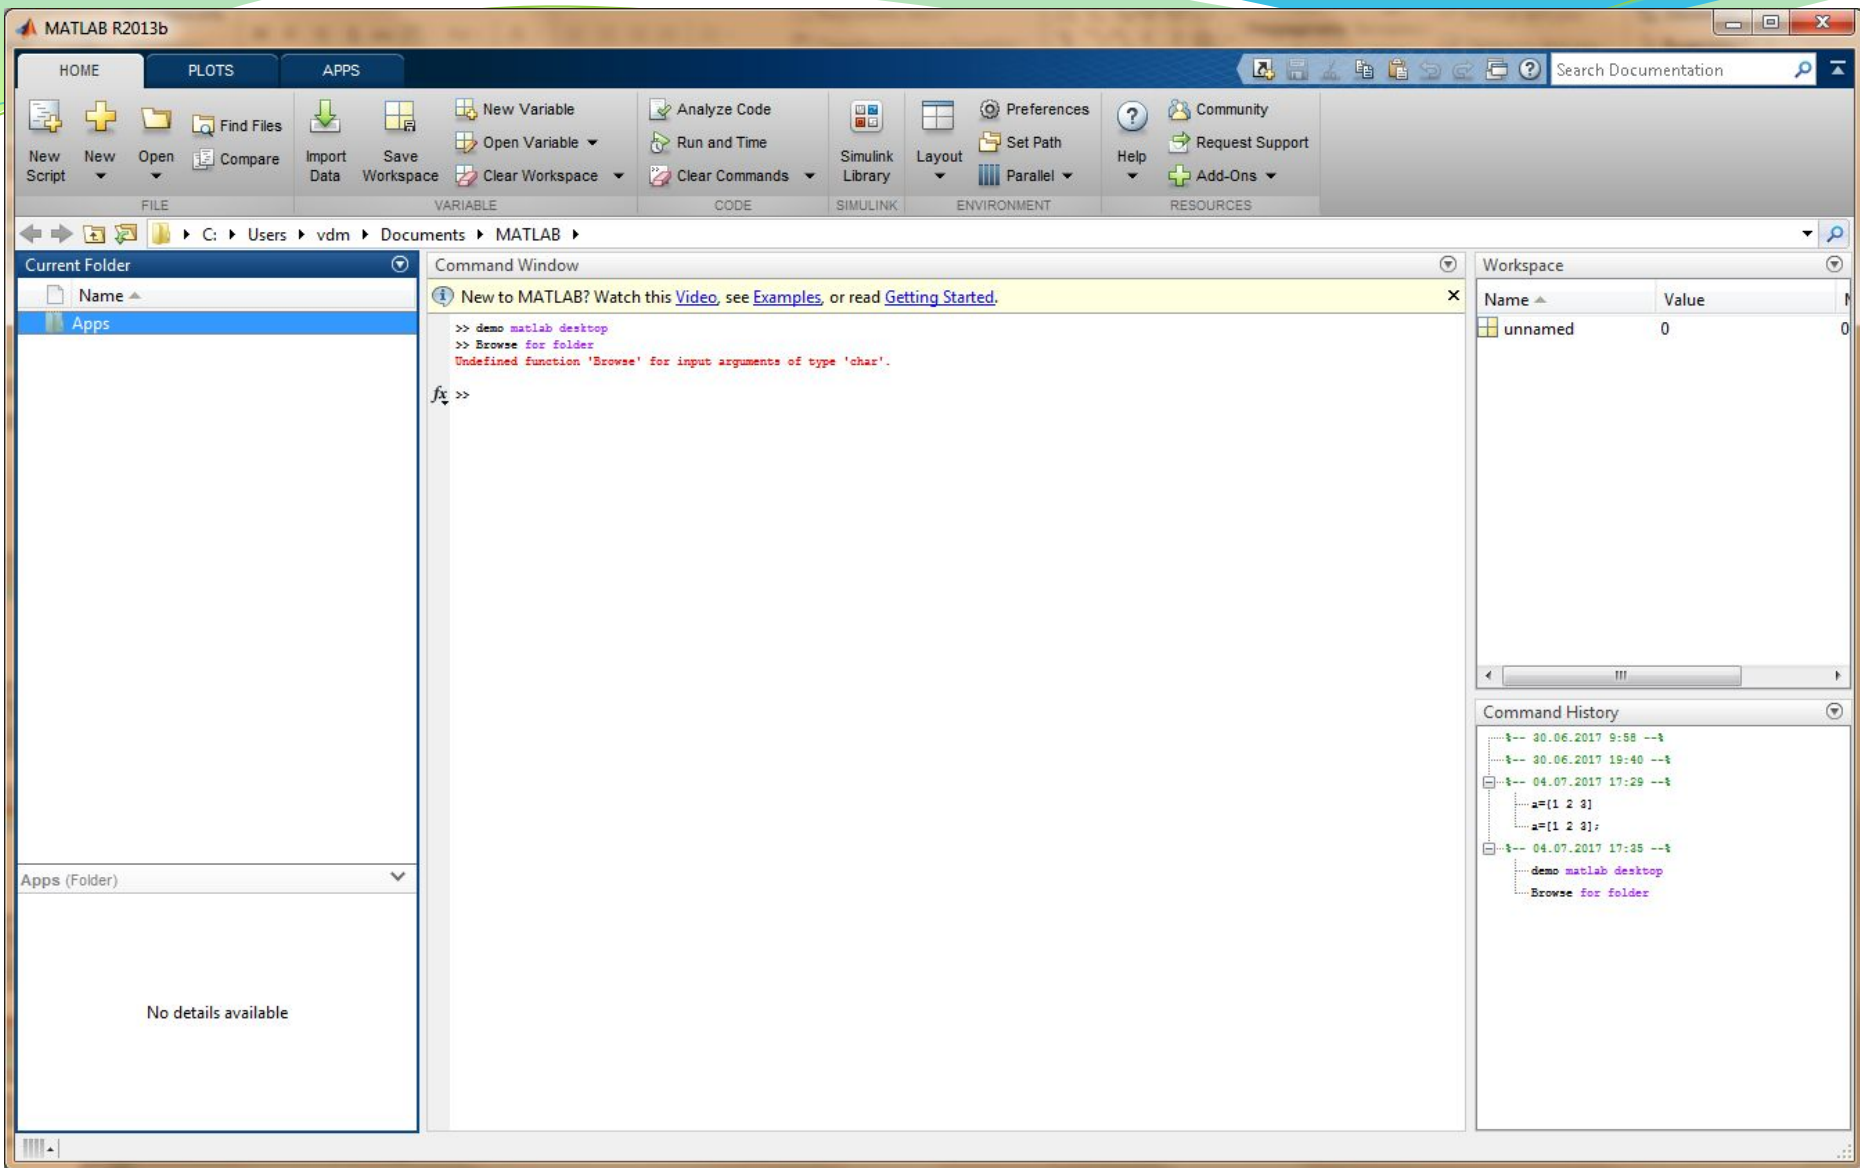 MATLAB R2013b
HOME PLOTS APPS
Search Documentation
New Script
New
Open
Find Files
Compare
Import Data
Save Workspace
New Variable
Open Variable
Clear Workspace
Analyze Code
Run and Time
Clear Commands
Simulink Library
Layout
Preferences
Set Path
Parallel
Help
Community
Request Support
Add-Ons
FILE VARIABLE CODE SIMULINK ENVIRONMENT RESOURCES
C: Users vdm Documents MATLAB
Current Folder
Name
Apps
Apps (Folder)
No details available
Command Window
New to MATLAB? Watch this Video, see Examples, or read Getting Started.
>> demo matlab desktop
>> Browse for folder
Undefined function 'Browse' for input arguments of type 'char'.
fx >>
Workspace
Name Value
unnamed 0 0
Command History
%-- 30.06.2017 9:58 --%
%-- 30.06.2017 19:40 --%
%-- 04.07.2017 17:29 --%
a=[1 2 3]
a=[1 2 3];
%-- 04.07.2017 17:35 --%
demo matlab desktop
Browse for folder